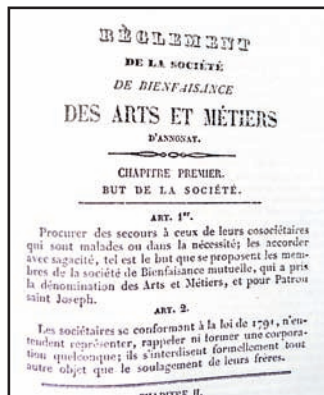 RÈGLEMENT
DE LA SOCIÉTÉ
DE BIENFAISANCE
DES ARTS ET MÉTIERS
D'ANNONAY.
CHAPITRE PREMIER.
BUT DE LA SOCIÉTÉ.
ART. 1er.
Procurer des secours à ceux de leurs cosociétaires
qui sont malades ou dans la nécessité; les accorder
avec sagacité, tel est le but que se proposent les mem-
bres de la société de Bienfaisance mutuelle, qui a pris
la dénomination des Arts et Métiers, et pour Patron
saint Joseph.
ART. 2.
Les sociétaires se conformant à la loi de 1791, n'en-
tendent représenter, rappeler ni former une corpora-
tion quelconque; ils s'interdisent formellement tout
autre objet que le soulagement de leurs frères.
CHAPITRE II.